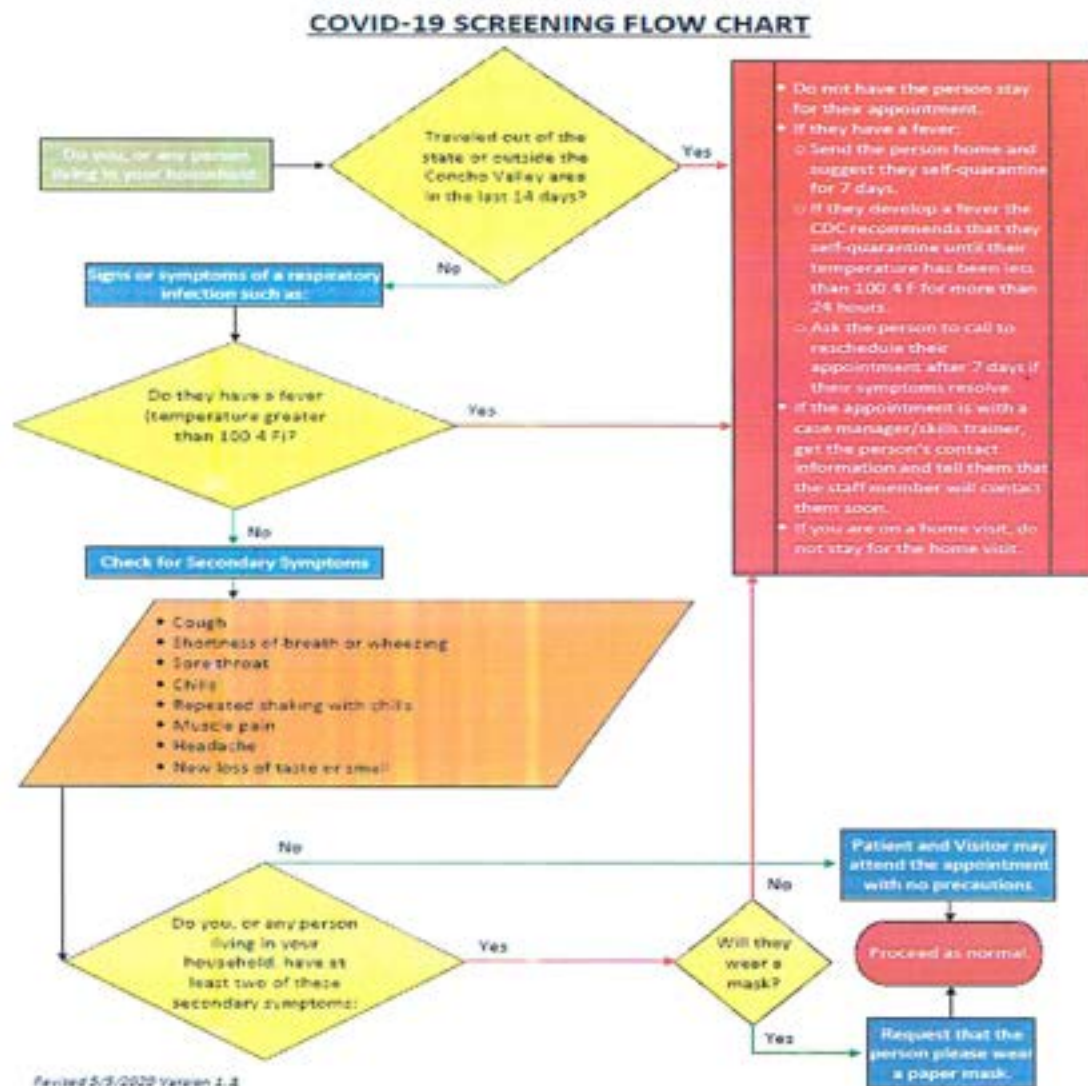 COVID-19 SCREENING FLOW CHART
Do you, or any person
living in your household
Traveled out of the
state or outside the
Concho Valley area
in the last 14 days?
Yes
No
• Do not have the person stay
for their appointment.
• If they have a fever:
○ Send the person home and
suggest they self-quarantine
for 7 days.
○ If they develop a fever the
CDC recommends that they
self-quarantine until their
temperature has been less
than 100.4 F for more than
24 hours.
○ Ask the person to call to
reschedule their
appointment after 7 days if
their symptoms resolve.
• If the appointment is with a
case manager/skills trainer,
get the person's contact
information and tell them that
the staff member will contact
them soon.
• If you are on a home visit, do
not stay for the home visit.
Signs or symptoms of a respiratory
infection such as:
Do they have a fever
(temperature greater
than 100.4 F)?
Yes
No
Check for Secondary Symptoms
• Cough
• Shortness of breath or wheezing
• Sore throat
• Chills
• Repeated shaking with chills
• Muscle pain
• Headache
• New loss of taste or smell
Do you, or any person
living in your
household, have at
least two of these
secondary symptoms:
No
Yes
Patient and Visitor may
attend the appointment
with no precautions
Will they
wear a
mask?
No
Yes
Proceed as normal
Request that the
person please wear
a paper mask.
Revised 5/5/2020 Version